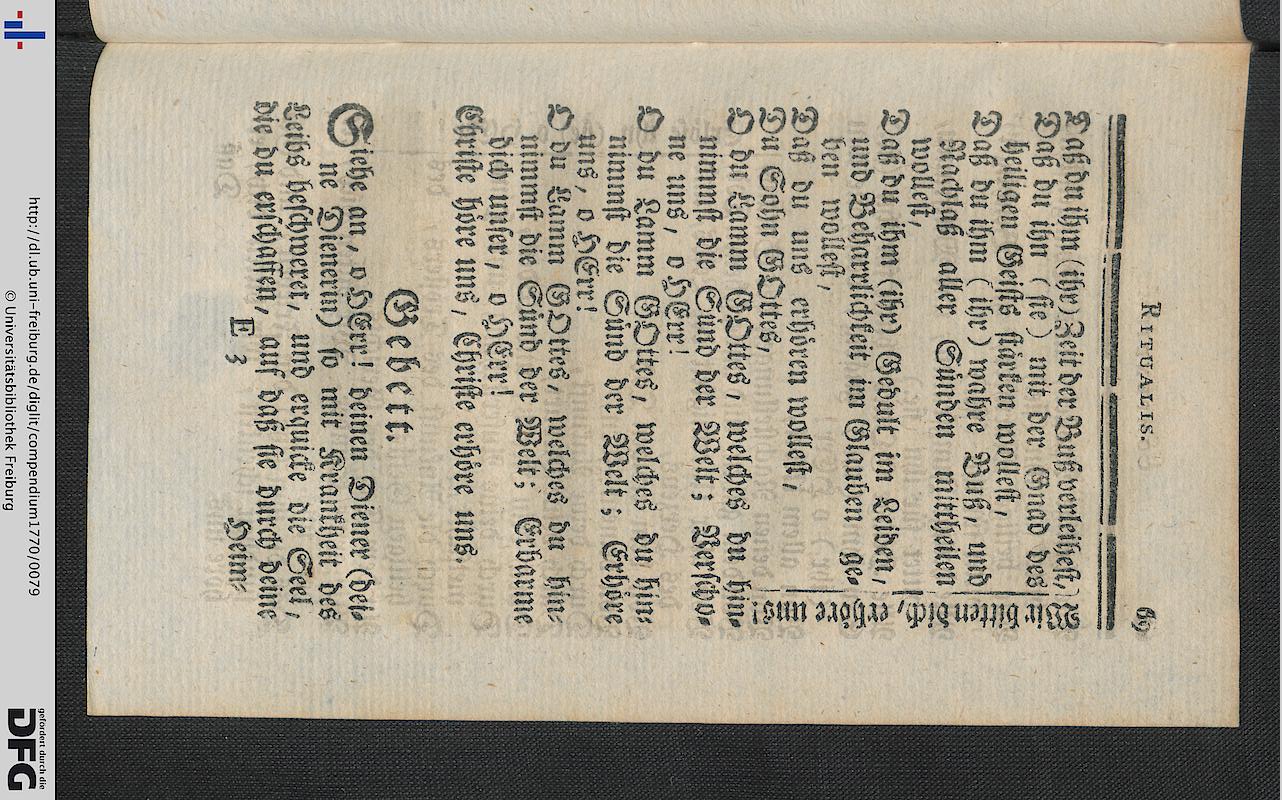 RITUALIS. 69
Daß du ihm (ihr) Zeit der Buß verleihest,
Daß du ihn (sie) mit der Gnad des
heiligen Geists stärken wollest,
Daß du ihn (ihr) wahre Buß, und
Nachlaß aller Sünden mittheilen
wollest,
Daß du ihm (ihr) Gedult im Leiden,
und Beharrlichkeit im Glauben ge-
ben wollest,
Daß du uns erhören wollest,
Du Sohn GOttes,
Wir bitten dich, erhöre uns!
O du Lamm GOttes, welches du hin-
nimmst die Sünd der Welt; Verscho-
ne uns, o HErr!
O du Lamm GOttes, welches du hin-
nimmst die Sünd der Welt; Erhöre
uns, o HErr!
O du Lamm GOttes, welches du hin-
nimmst die Sünd der Welt; Erbarme
dich unser, o HErr!
Christe höre uns, Christe erhöre uns.
Gebett.
Siehe an, o HErr! deinen Diener (dei-
ne Dienerin) so mit Krankheit des
Leibs beschweret, und erquicke die Seel,
die du erschaffen, auf daß sie durch deine
E 3
Heim-
http://dl.ub.uni-freiburg.de/diglit/compendium1770/0079
© Universitätsbibliothek Freiburg
gefördert durch die
DFG